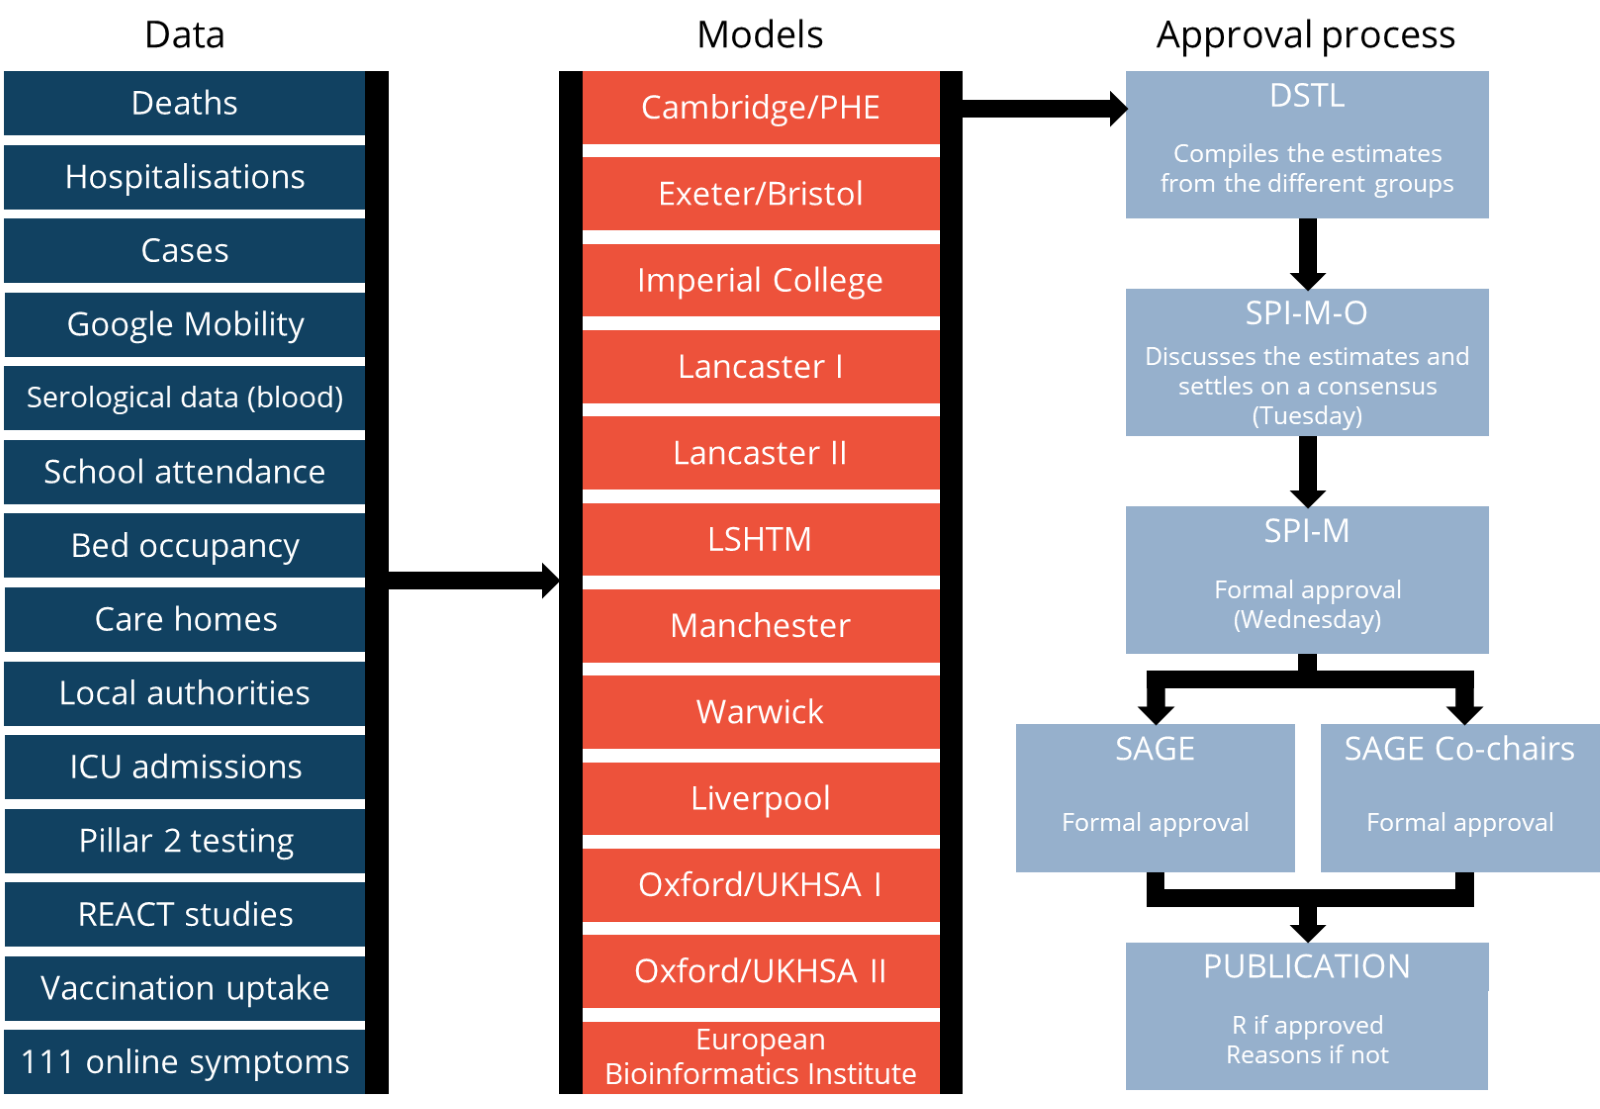 Data
Deaths
Hospitalisations
Cases
Google Mobility
Serological data (blood)
School attendance
Bed occupancy
Care homes
Local authorities
ICU admissions
Pillar 2 testing
REACT studies
Vaccination uptake
111 online symptoms
Models
Cambridge/PHE
Exeter/Bristol
Imperial College
Lancaster I
Lancaster II
LSHTM
Manchester
Warwick
Liverpool
Oxford/UKHSA I
Oxford/UKHSA II
European
Bioinformatics Institute
Approval process
DSTL
Compiles the estimates
from the different groups
SPI-M-O
Discusses the estimates and
settles on a consensus
(Tuesday)
SPI-M
Formal approval
(Wednesday)
SAGE
Formal approval
SAGE Co-chairs
Formal approval
PUBLICATION
R if approved
Reasons if not